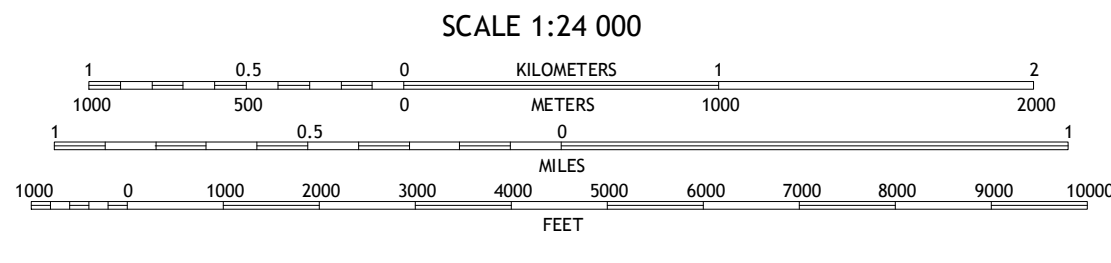 SCALE 1:24 000
1 0.5 0 KILOMETERS 1 2
1000 500 0 METERS 1000 2000
1 0.5 0 1
MILES
1000 0 1000 2000 3000 4000 5000 6000 7000 8000 9000 10000
FEET